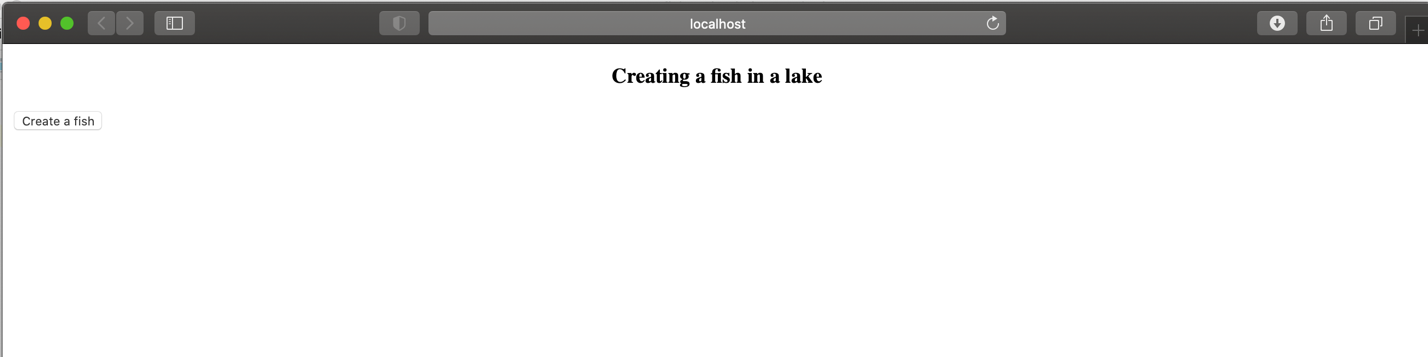 localhost
Creating a fish in a lake
Create a fish